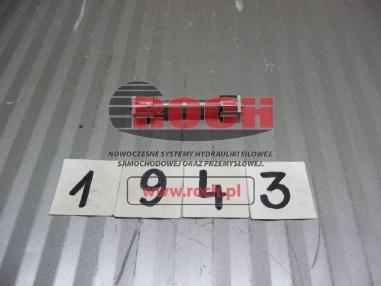 ROCH
NOWOCZESNE SYSTEMY HYDRAULIKI SIŁOWEJ,
SAMOCHODOWEJ ORAZ PRZEMYSŁOWEJ.
1 9 4 3
www.roch.pl